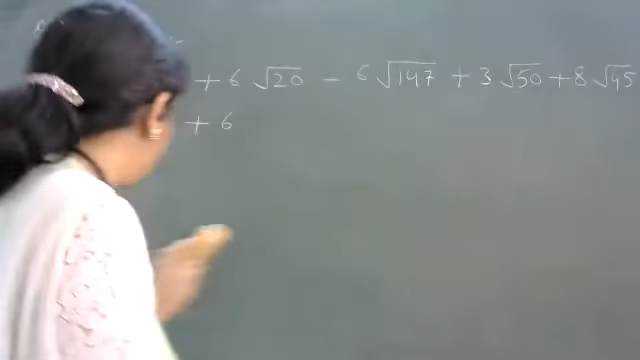 + 6 √20 - 6 √147 + 3 √50 + 8 √45
+ 6